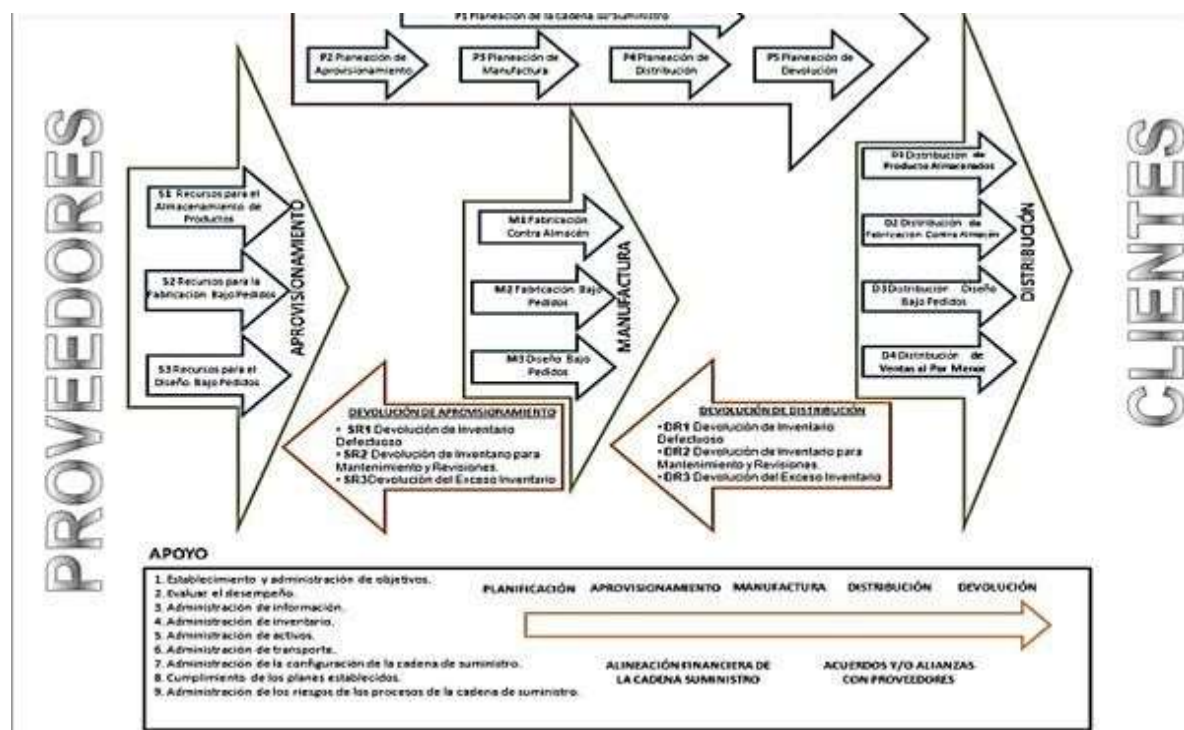 P1 Planeación de la Cadena de Suministro
P2 Planeación de
Aprovisionamiento
P3 Planeación de
Manufactura
P4 Planeación de
Distribución
P5 Planeación de
Devolución
PROVEEDORES
S1 Recursos para el
Almacenamiento de
Productos
S2 Recursos para la
Fabricación Bajo Pedidos
S3 Recursos para el
Diseño Bajo Pedidos
APROVISIONAMIENTO
M1 Fabricación
Contra Almacén
M2 Fabricación Bajo
Pedidos
M3 Diseño Bajo
Pedidos
MANUFACTURA
D1 Distribución de
Producto Almacenados
D2 Distribución de
Fabricación Contra Almacén
D3 Distribución Diseño
Bajo Pedidos
D4 Distribución de
Ventas al Por Menor
DISTRIBUCIÓN
CLIENTES
DEVOLUCIÓN DE APROVISIONAMIENTO
• SR1 Devolución de Inventario
Defectuoso
• SR2 Devolución de Inventario para
Mantenimiento y Revisiones.
• SR3Devolución del Exceso Inventario
DEVOLUCIÓN DE DISTRIBUCIÓN
• DR1 Devolución de Inventario
Defectuoso
• DR2 Devolución de Inventario para
Mantenimiento y Revisiones.
• DR3 Devolución del Exceso Inventario
APOYO
1. Establecimiento y administración de objetivos.
2. Evaluar el desempeño.
3. Administración de información.
4. Administración de inventario.
5. Administración de activos.
6. Administración de transporte.
7. Administración de la configuración de la cadena de suministro.
8. Cumplimiento de los planes establecidos.
9. Administración de los riesgos de los procesos de la cadena de suministro.
PLANIFICACIÓN APROVISIONAMIENTO MANUFACTURA DISTRIBUCIÓN DEVOLUCIÓN
ALINEACIÓN FINANCIERA DE
LA CADENA SUMINISTRO
ACUERDOS Y/O ALIANZAS
CON PROVEEDORES